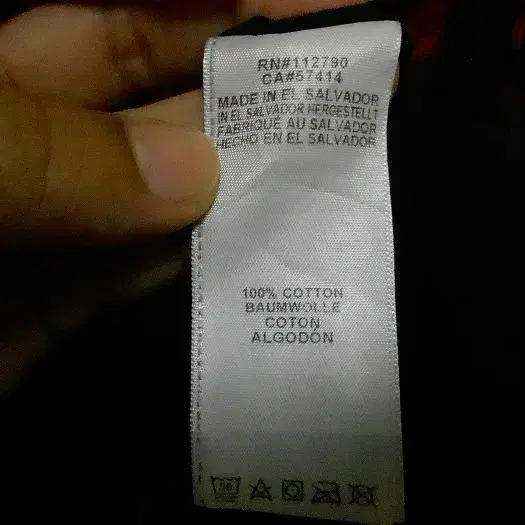 RN#112790
CA#57414
MADE IN EL SALVADOR
IN EL SALVADOR HERGESTELLT
FABRIQUE AU SALVADOR
HECHO EN EL SALVADOR
100% COTTON
BAUMWOLLE
COTON
ALGODON